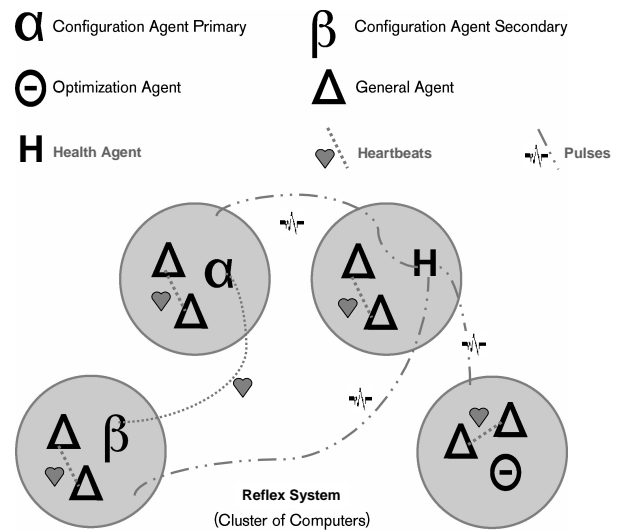 α Configuration Agent Primary
β Configuration Agent Secondary
Θ Optimization Agent
Δ General Agent
H Health Agent
Heartbeats
Pulses
Δ α
Δ
Δ H
Δ
Δ β
Δ
Δ Δ
Θ
Reflex System
(Cluster of Computers)